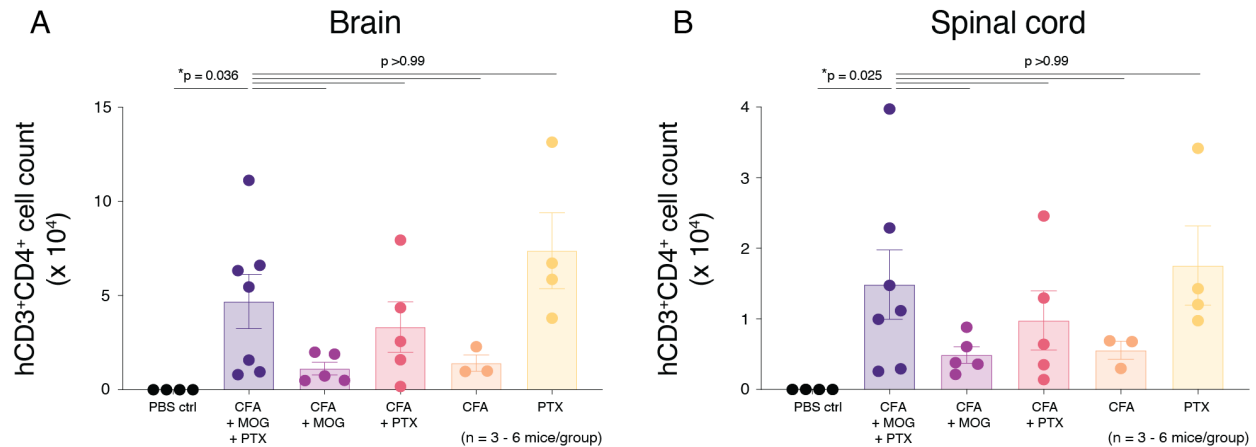 A
Brain
*p = 0.036
p >0.99
hCD3⁺CD4⁺ cell count
(x 10⁴)
15
10
5
0
PBS ctrl
CFA
+ MOG
+ PTX
CFA
+ MOG
CFA
+ PTX
CFA
PTX
(n = 3 - 6 mice/group)
B
Spinal cord
*p = 0.025
p >0.99
hCD3⁺CD4⁺ cell count
(x 10⁴)
4
3
2
1
0
PBS ctrl
CFA
+ MOG
+ PTX
CFA
+ MOG
CFA
+ PTX
CFA
PTX
(n = 3 - 6 mice/group)